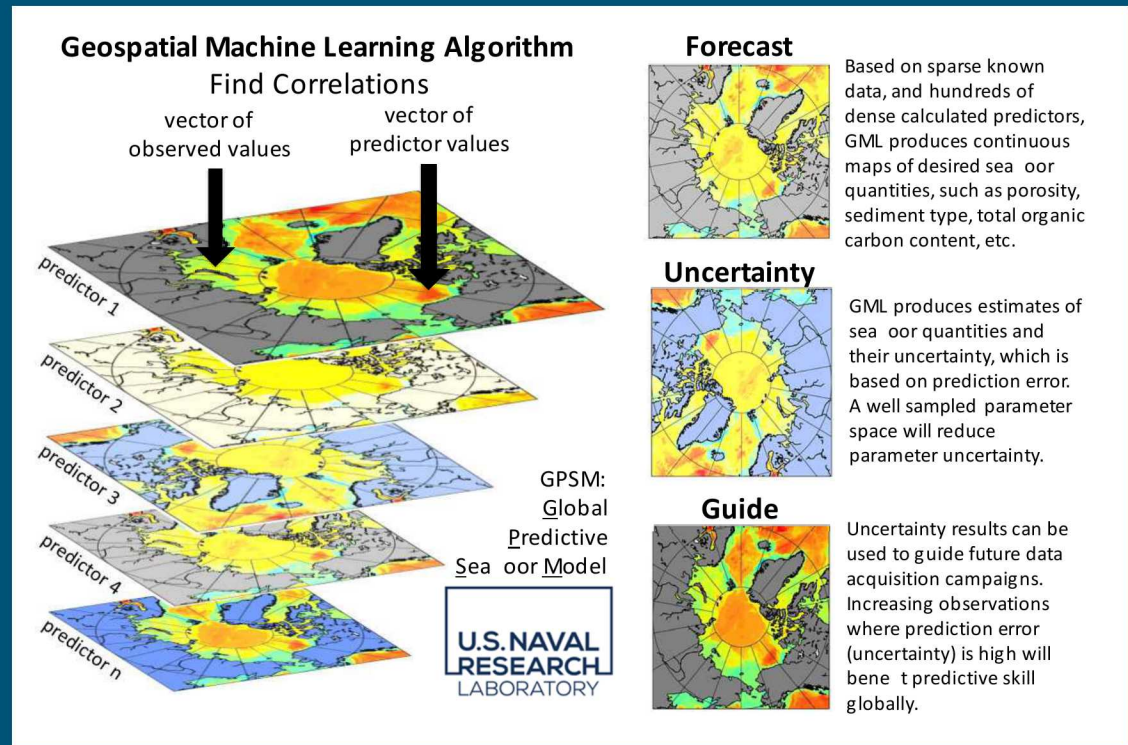 Geospatial Machine Learning Algorithm
Find Correlations
vector of
observed values
vector of
predictor values
predictor 1
predictor 2
predictor 3
predictor 4
predictor n
GPSM:
Global
Predictive
Sea oor Model
U.S. NAVAL
RESEARCH
LABORATORY
Forecast
Based on sparse known
data, and hundreds of
dense calculated predictors,
GML produces continuous
maps of desired sea oor
quantities, such as porosity,
sediment type, total organic
carbon content, etc.
Uncertainty
GML produces estimates of
sea oor quantities and
their uncertainty, which is
based on prediction error.
A well sampled parameter
space will reduce
parameter uncertainty.
Guide
Uncertainty results can be
used to guide future data
acquisition campaigns.
Increasing observations
where prediction error
(uncertainty) is high will
bene t predictive skill
globally.